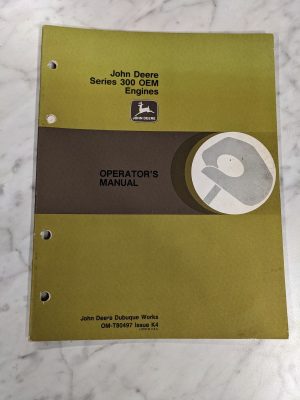 John Deere
Series 300 OEM
Engines
JOHN DEERE
OPERATOR'S
MANUAL
John Deere Dubuque Works
OM-T80497 Issue K4